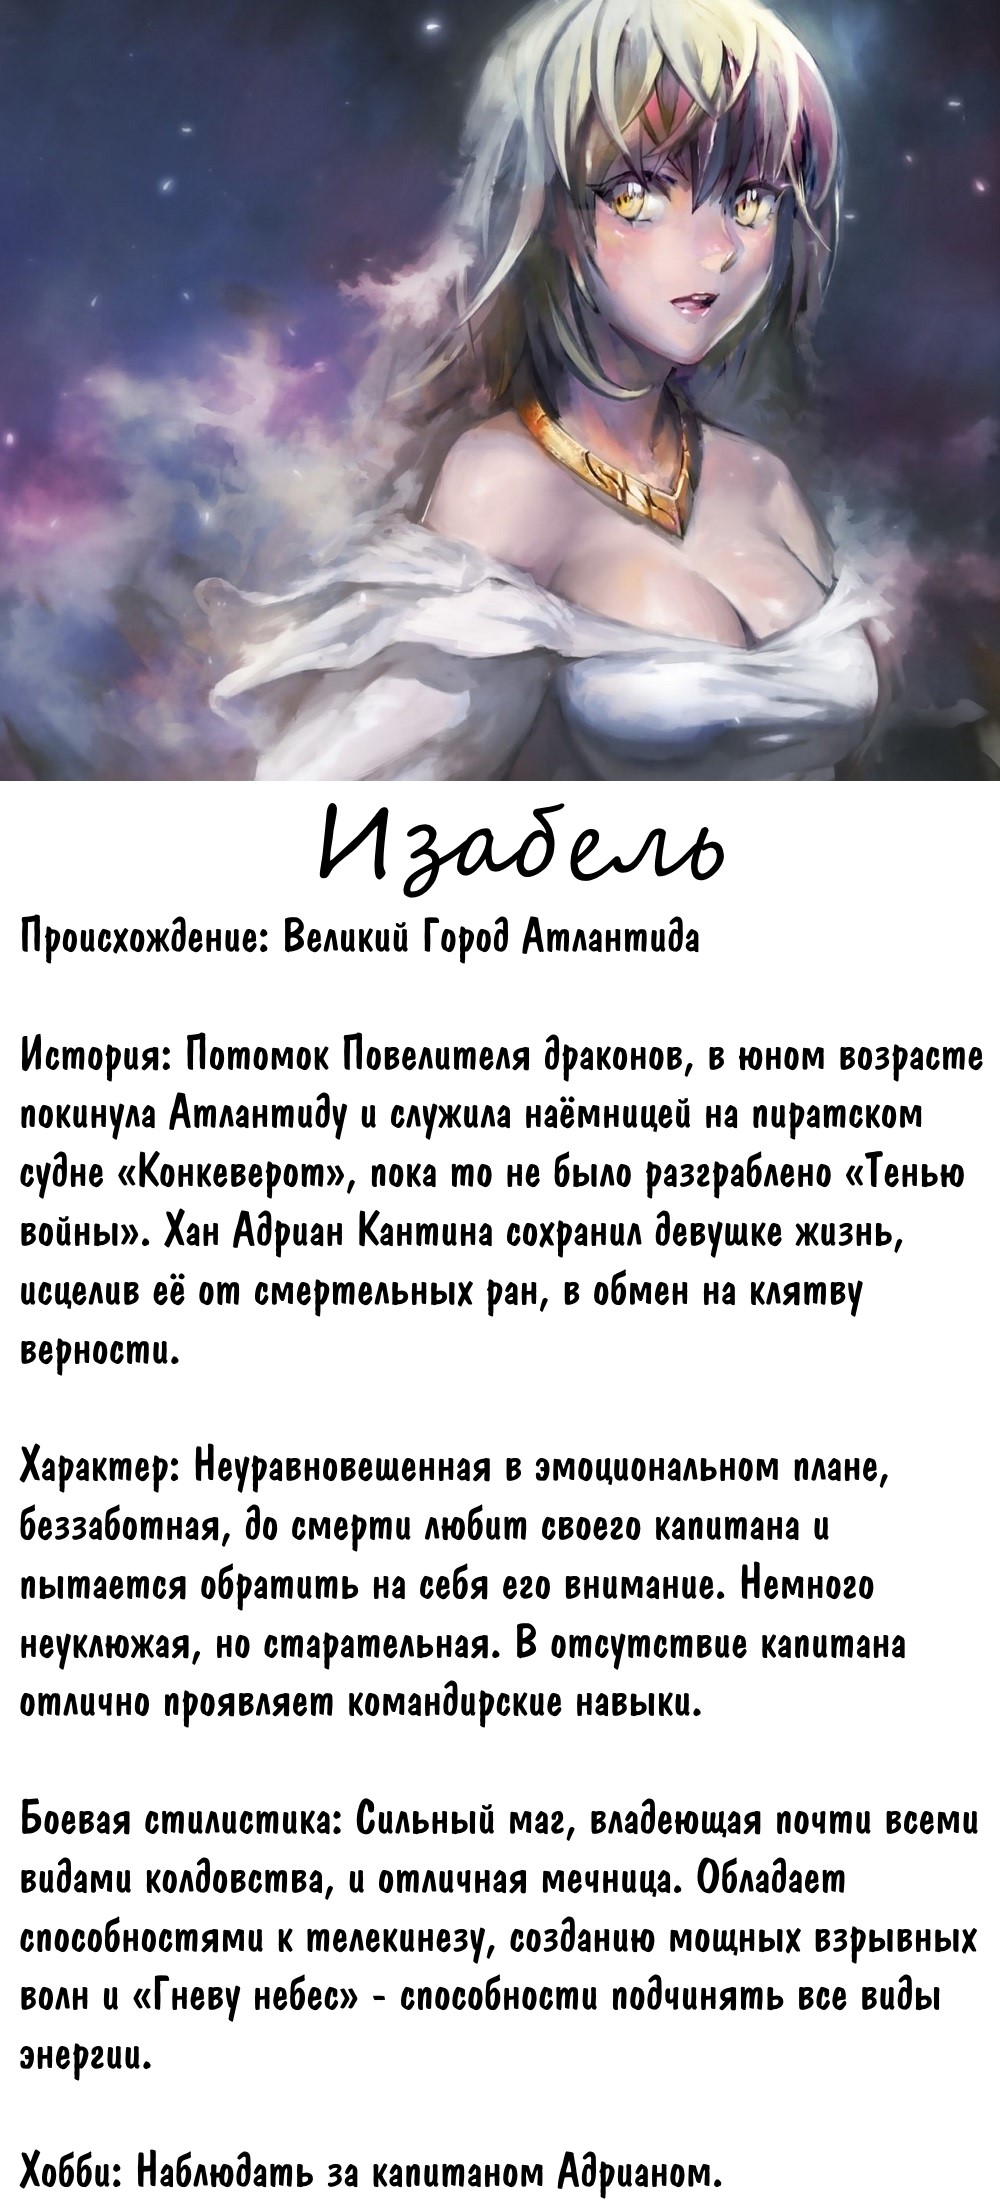 Изабель
Происхождение: Великий Город Атлантида
История: Потомок Повелителя драконов, в юном возрасте
покинула Атлантиду и служила наёмницей на пиратском
судне «Конкеверот», пока то не было разграблено «Тенью
войны». Хан Адриан Кантина сохранил девушке жизнь,
исцелив её от смертельных ран, в обмен на клятву
верности.
Характер: Неуравновешенная в эмоциональном плане,
беззаботная, до смерти любит своего капитана и
пытается обратить на себя его внимание. Немного
неуклюжая, но старательная. В отсутствие капитана
отлично проявляет командирские навыки.
Боевая стилистика: Сильный маг, владеющая почти всеми
видами колдовства, и отличная мечница. Обладает
способностями к телекинезу, созданию мощных взрывных
волн и «Гневу небес» - способности подчинять все виды
энергии.
Хобби: Наблюдать за капитаном Адрианом.